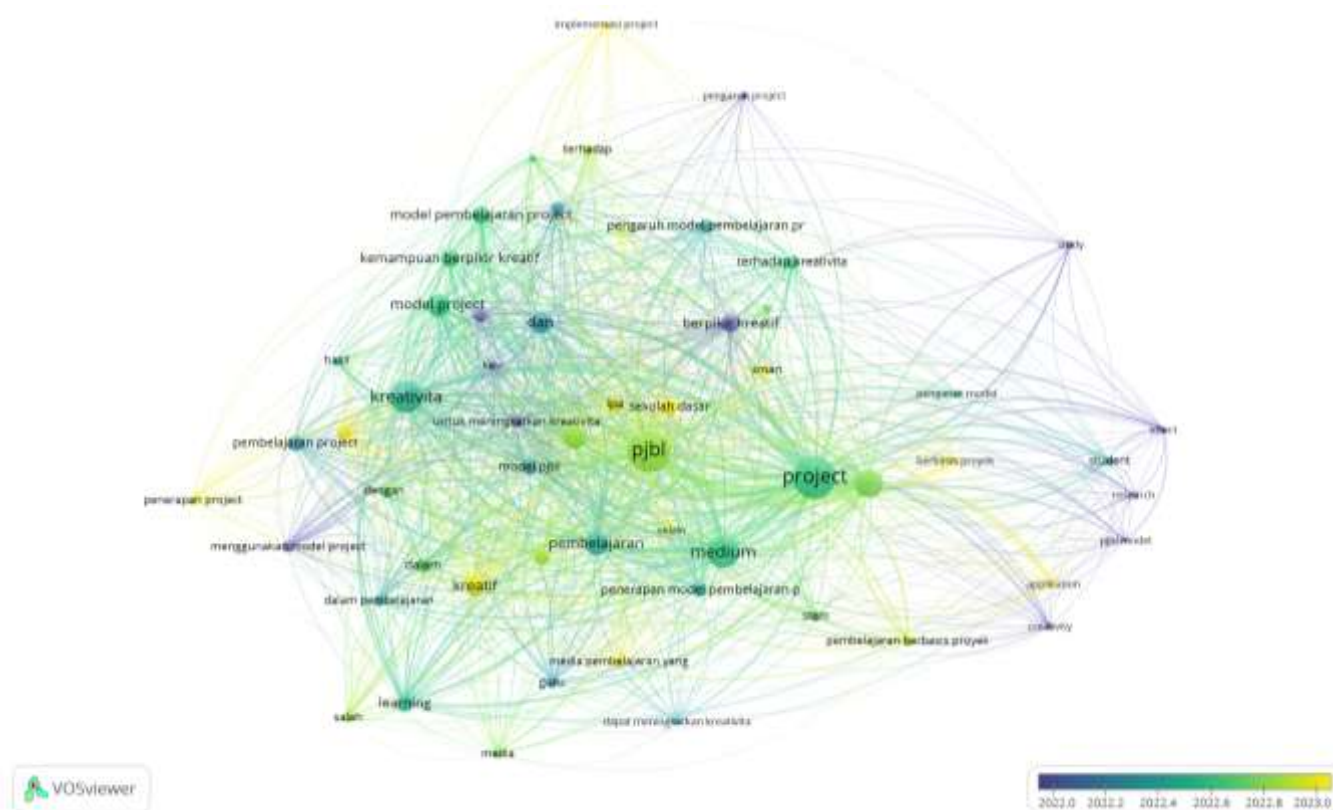 implementasi project
pengaruh project
terhadap
model pembelajaran project
pengaruh model pembelajaran pr
study
kemampuan berpikir kreatif
terhadap kreativita
model project
dan
berpikir kreatif
hasil
sman
kreativita
penerapan model
sekolah dasar
untuk meningkatkan kreativita
effect
pembelajaran project
pjbl
model pjbl
project
berbasis proyek
student
penerapan project
dengan
research
menggunakan model project
pembelajaran
medium
pjbl model
dalam
kreatif
penerapan model pembelajaran p
application
dalam pembelajaran
creativity
pembelajaran berbasis proyek
media pembelajaran yang
guru
learning
salah
dapat meningkatkan kreativita
media
VOSviewer
2022.0 2022.2 2022.4 2022.6 2022.8 2023.0